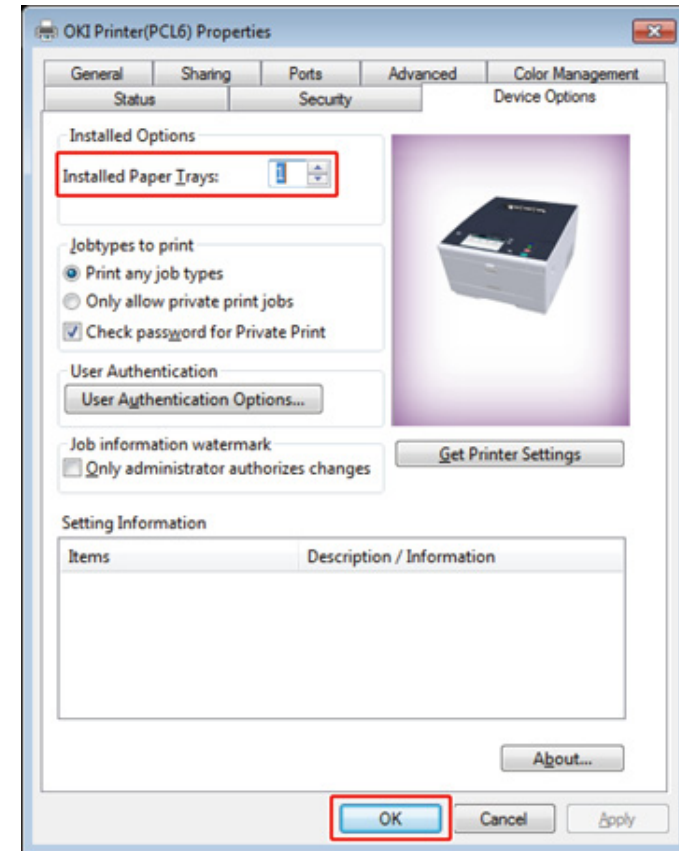 OKI Printer(PCL6) Properties
General Sharing Ports Advanced Color Management
Status Security Device Options
Installed Options
Installed Paper Trays: 1
Jobtypes to print
Print any job types
Only allow private print jobs
Check password for Private Print
User Authentication
User Authentication Options...
Job information watermark
Only administrator authorizes changes
Get Printer Settings
Setting Information
Items Description / Information
About...
OK Cancel Apply